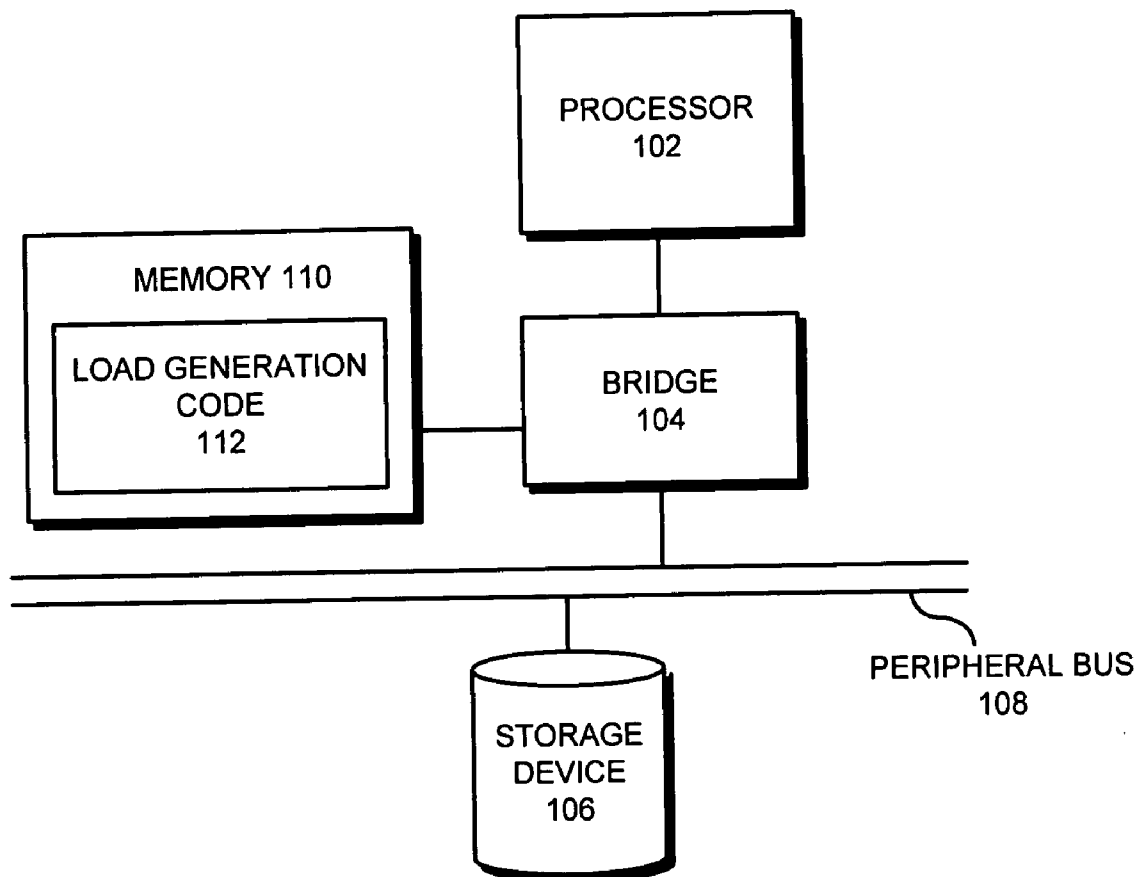 PROCESSOR
102
MEMORY 110
LOAD GENERATION
CODE
112
BRIDGE
104
PERIPHERAL BUS
108
STORAGE
DEVICE
106